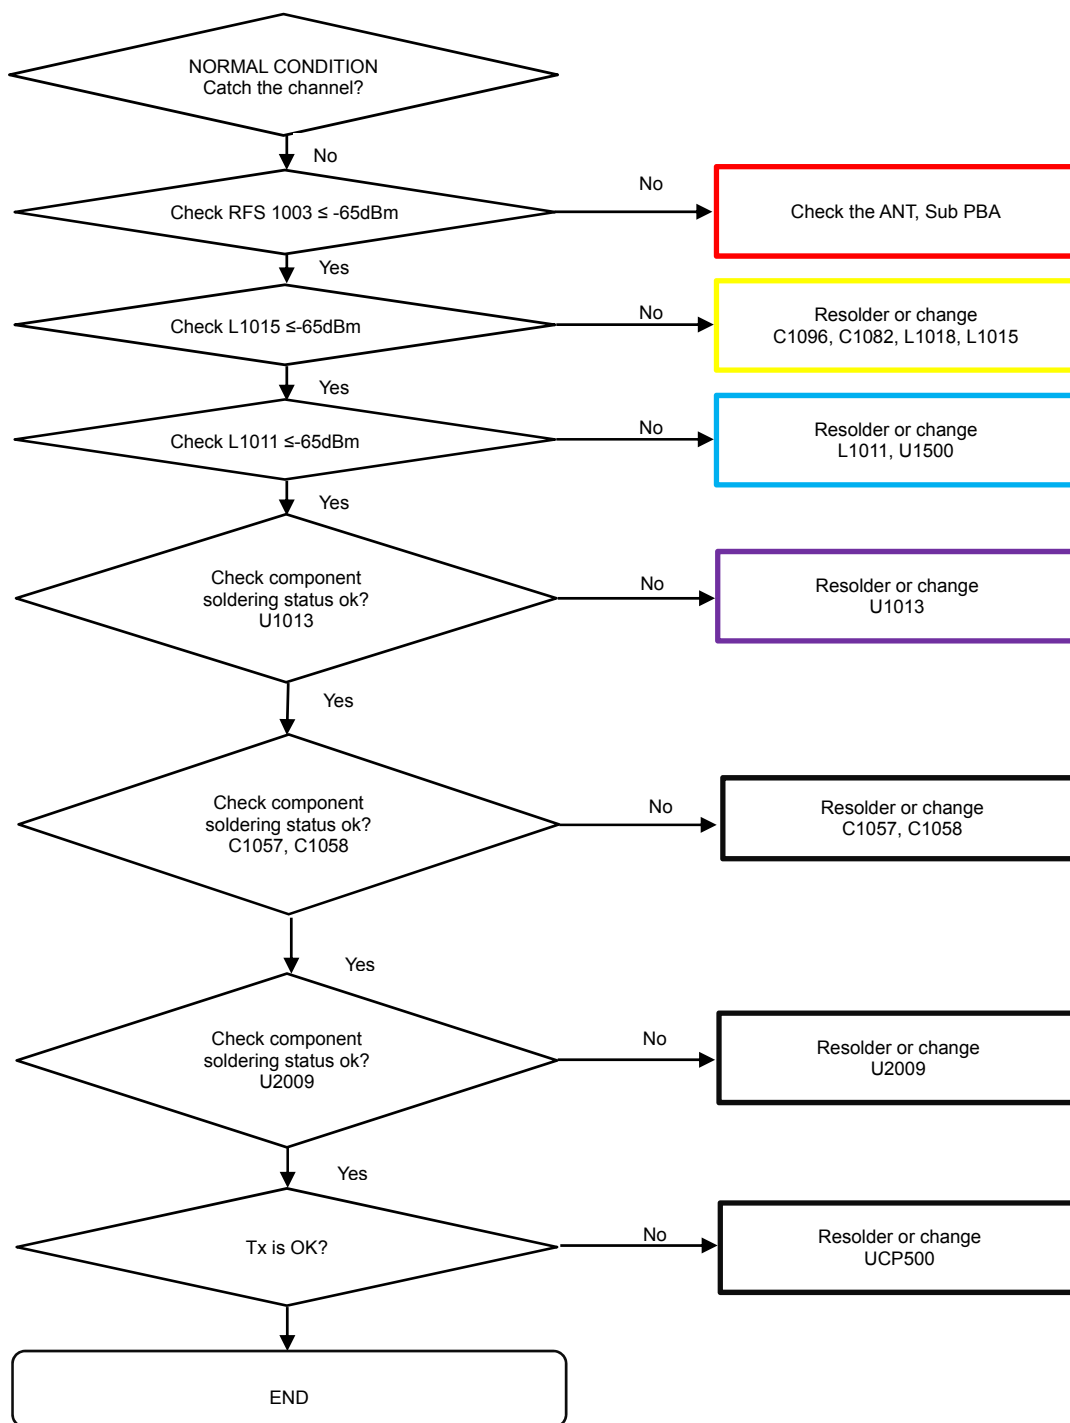 NORMAL CONDITION
Catch the channel?
No
Check RFS 1003 ≤ -65dBm
No
Check the ANT, Sub PBA
Yes
Check L1015 ≤-65dBm
No
Resolder or change
C1096, C1082, L1018, L1015
Yes
Check L1011 ≤-65dBm
No
Resolder or change
L1011, U1500
Yes
Check component
soldering status ok?
U1013
No
Resolder or change
U1013
Yes
Check component
soldering status ok?
C1057, C1058
No
Resolder or change
C1057, C1058
Yes
Check component
soldering status ok?
U2009
No
Resolder or change
U2009
Yes
Tx is OK?
No
Resolder or change
UCP500
END